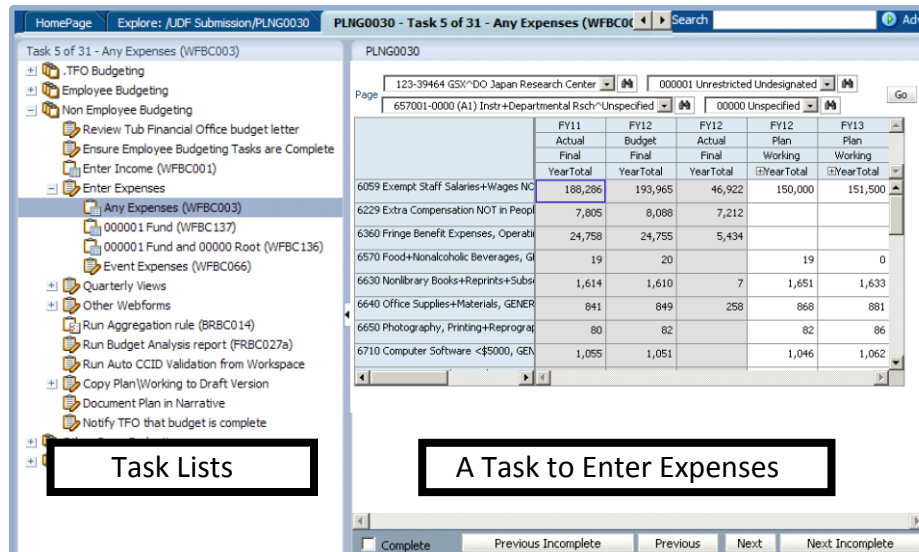 HomePage Explore: /UDF Submission/PLNG0030 PLNG0030 - Task 5 of 31 - Any Expenses (WFBC00 Search Adv
Task 5 of 31 - Any Expenses (WFBC003)
.TFO Budgeting
Employee Budgeting
Non Employee Budgeting
Review Tub Financial Office budget letter
Ensure Employee Budgeting Tasks are Complete
Enter Income (WFBC001)
Enter Expenses
Any Expenses (WFBC003)
000001 Fund (WFBC137)
000001 Fund and 00000 Root (WFBC136)
Event Expenses (WFBC066)
Quarterly Views
Other Webforms
Run Aggregation rule (BRBC014)
Run Budget Analysis report (FRBC027a)
Run Auto CCID Validation from Workspace
Copy Plan\Working to Draft Version
Document Plan in Narrative
Notify TFO that budget is complete
Task Lists
PLNG0030
Page 123-39464 GSX^DO Japan Research Center 000001 Unrestricted Undesignated
657001-0000 (A1) Instr+Departmental Rsch^Unspecified 00000 Unspecified Go
FY11 FY12 FY12 FY12 FY13
Actual Budget Actual Plan Plan
Final Final Final Working Working
YearTotal YearTotal YearTotal YearTotal YearTotal
6059 Exempt Staff Salaries+Wages NO 188,286 193,965 46,922 150,000 151,500
6229 Extra Compensation NOT in Peopl 7,805 8,088 7,212
6360 Fringe Benefit Expenses, Operati 24,758 24,755 5,434
6570 Food+Nonalcoholic Beverages, GI 19 20 19 0
6630 Nonlibrary Books+Reprints+Subs 1,614 1,610 7 1,651 1,633
6640 Office Supplies+Materials, GENER 841 849 258 868 881
6650 Photography, Printing+Reprograp 80 82 82 86
6710 Computer Software <$5000, GEN 1,055 1,051 1,046 1,062
A Task to Enter Expenses
Complete Previous Incomplete Previous Next Next Incomplete